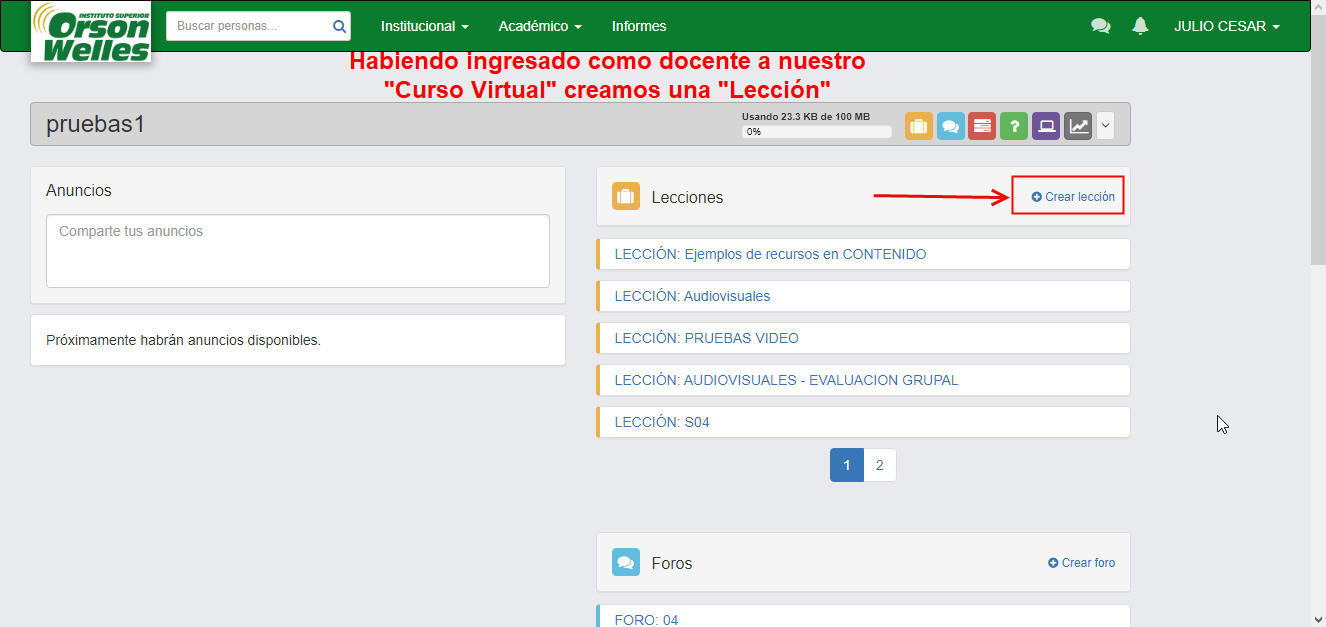 INSTITUTO SUPERIOR
Orson
Welles
Buscar personas...
Institucional
Académico
Informes
JULIO CESAR
Habiendo ingresado como docente a nuestro
"Curso Virtual" creamos una "Lección"
pruebas1
Usando 23.3 KB de 100 MB
0%
?
Anuncios
Comparte tus anuncios
Próximamente habrán anuncios disponibles.
Lecciones
Crear lección
LECCIÓN: Ejemplos de recursos en CONTENIDO
LECCIÓN: Audiovisuales
LECCIÓN: PRUEBAS VIDEO
LECCIÓN: AUDIOVISUALES - EVALUACION GRUPAL
LECCIÓN: S04
1 2
Foros
Crear foro
FORO: 04